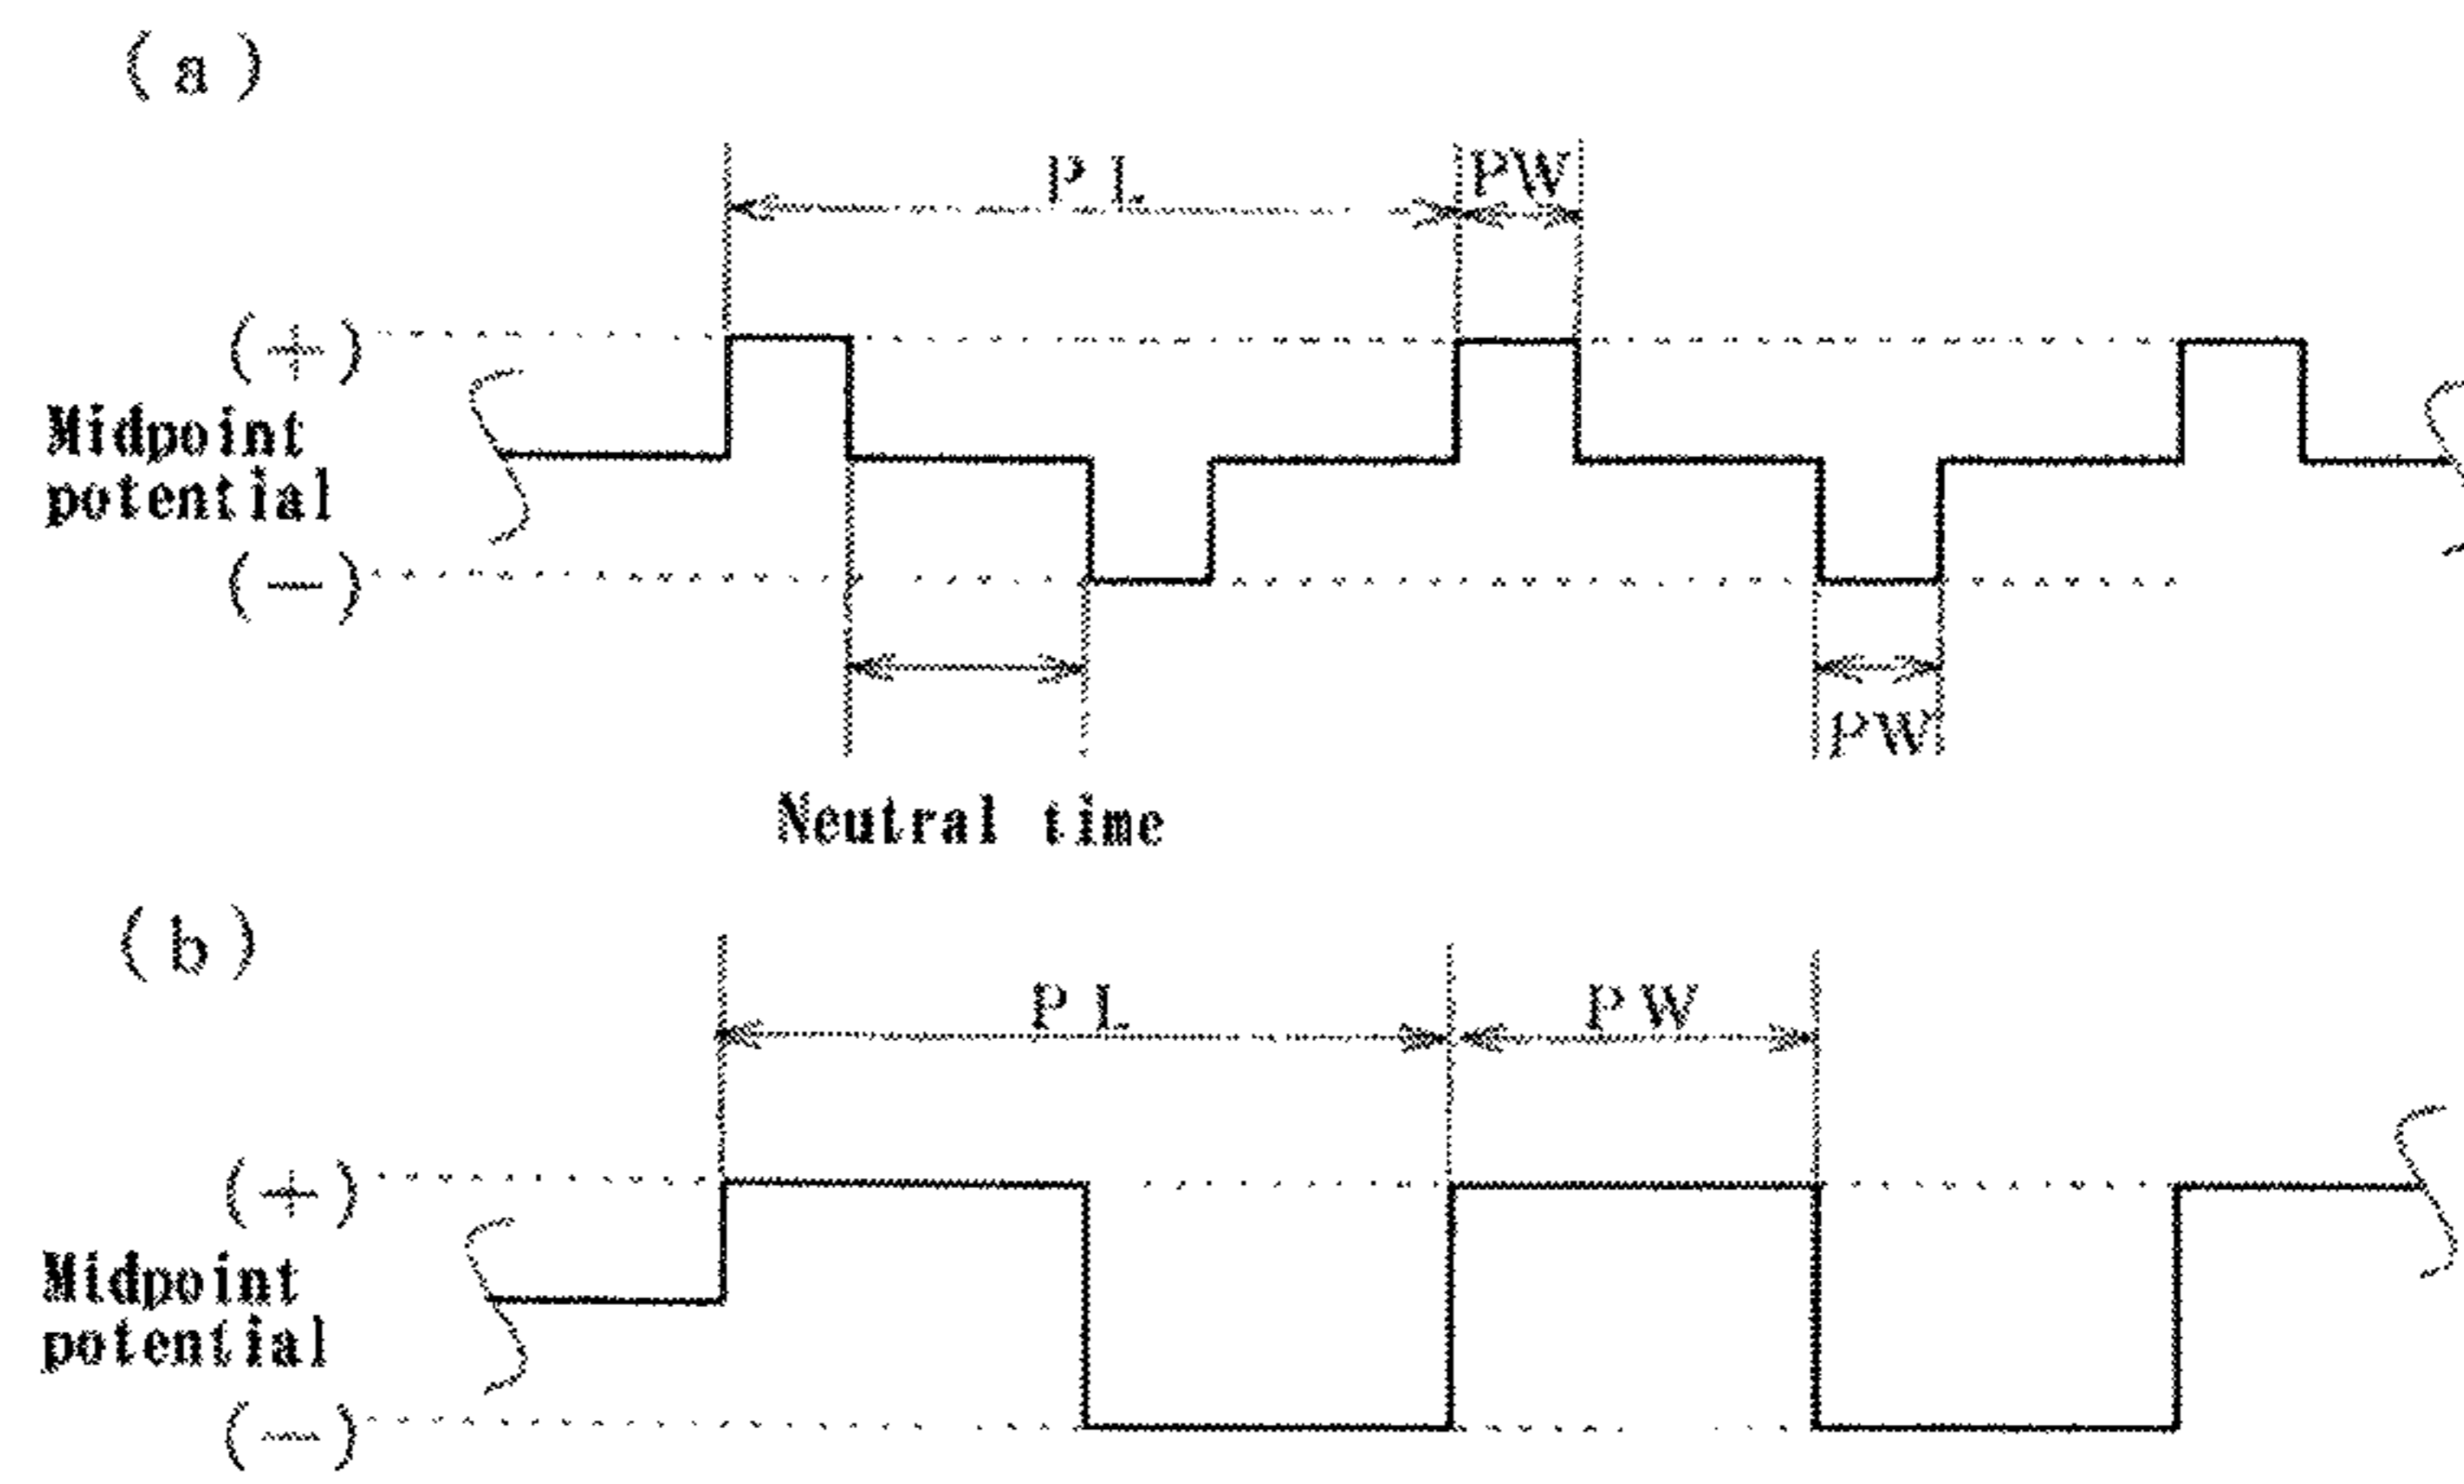 (a)
PL
PW
(+)
Midpoint
potential
(−)
PW
Neutral time
(b)
PL
PW
(+)
Midpoint
potential
(−)